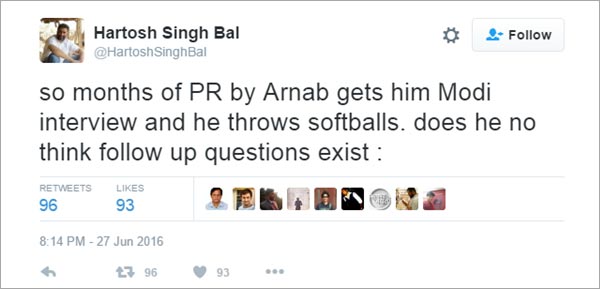 Hartosh Singh Bal
@HartoshSinghBal
Follow
so months of PR by Arnab gets him Modi
interview and he throws softballs. does he no
think follow up questions exist :
RETWEETS LIKES
96 93
8:14 PM - 27 Jun 2016
96 93